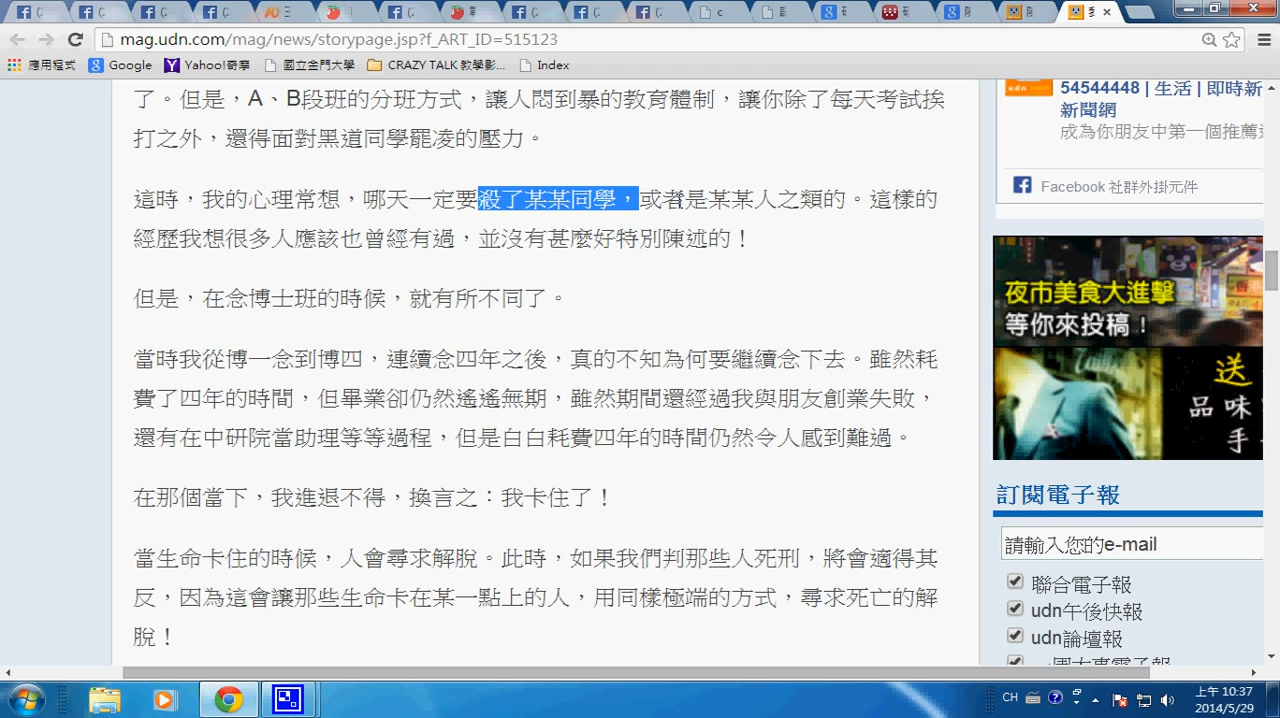 mag.udn.com/mag/news/storypage.jsp?f_ART_ID=515123
應用程式 Google Yahoo!奇摩 國立金門大學 CRAZY TALK 教學影... Index
了。但是，A、B段班的分班方式，讓人悶到暴的教育體制，讓你除了每天考試挨
打之外，還得面對黑道同學罷凌的壓力。
這時，我的心理常想，哪天一定要殺了某某同學，或者是某某人之類的。這樣的
經歷我想很多人應該也曾經有過，並沒有甚麼好特別陳述的！
但是，在念博士班的時候，就有所不同了。
當時我從博一念到博四，連續念四年之後，真的不知為何要繼續念下去。雖然耗
費了四年的時間，但畢業卻仍然遙遙無期，雖然期間還經過我與朋友創業失敗，
還有在中研院當助理等等過程，但是白白耗費四年的時間仍然令人感到難過。
在那個當下，我進退不得，換言之：我卡住了！
當生命卡住的時候，人會尋求解脫。此時，如果我們判那些人死刑，將會適得其
反，因為這會讓那些生命卡在某一點上的人，用同樣極端的方式，尋求死亡的解
脫！
54544448 | 生活 | 即時新
新聞網
成為你朋友中第一個推薦
Facebook 社群外掛元件
夜市美食大進擊
等你來投稿！
送
品味
手
訂閱電子報
請輸入您的e-mail
聯合電子報
udn午後快報
udn論壇報
CH
上午 10:37
2014/5/29